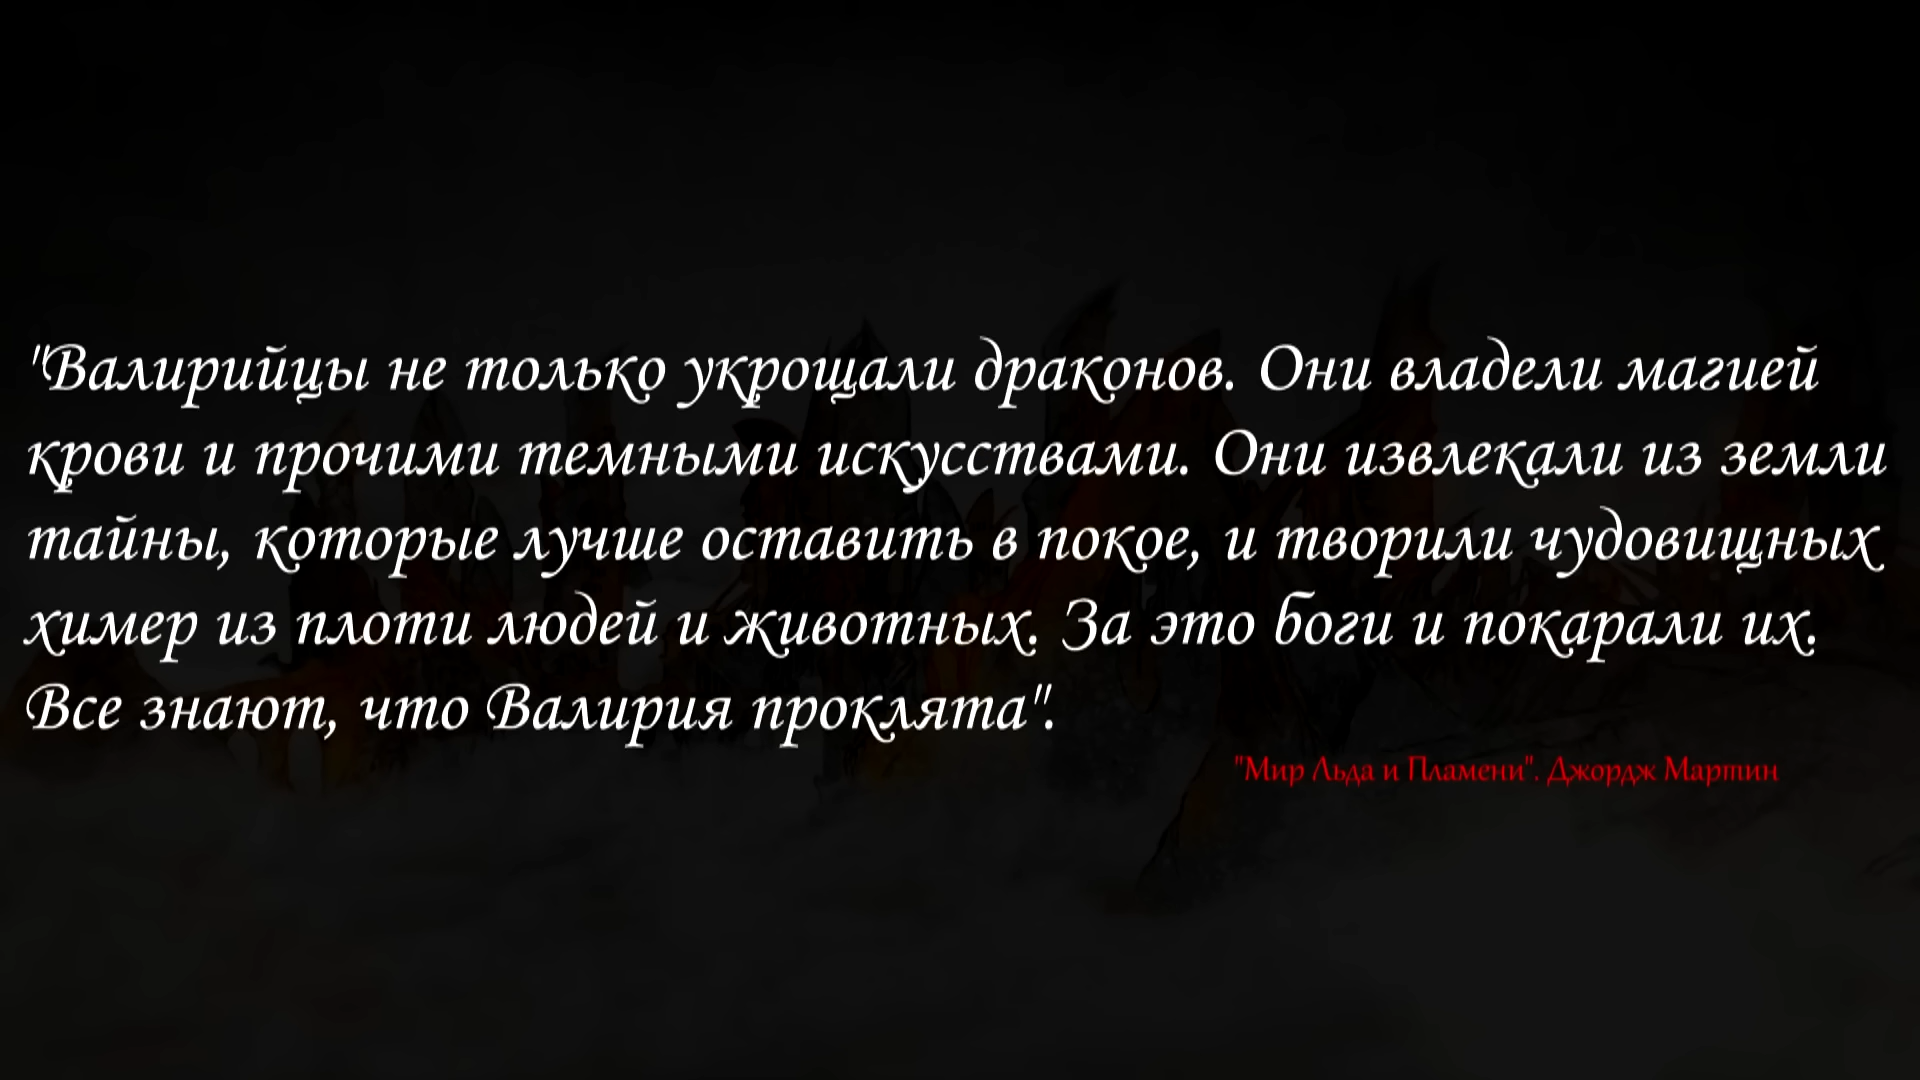 "Валирийцы не только укрощали драконов. Они владели магией
крови и прочими темными искусствами. Они извлекали из земли
тайны, которые лучше оставить в покое, и творили чудовищных
химер из плоти людей и животных. За это боги и покарали их.
Все знают, что Валирия проклята".
"Мир Льда и Пламени". Джордж Мартин